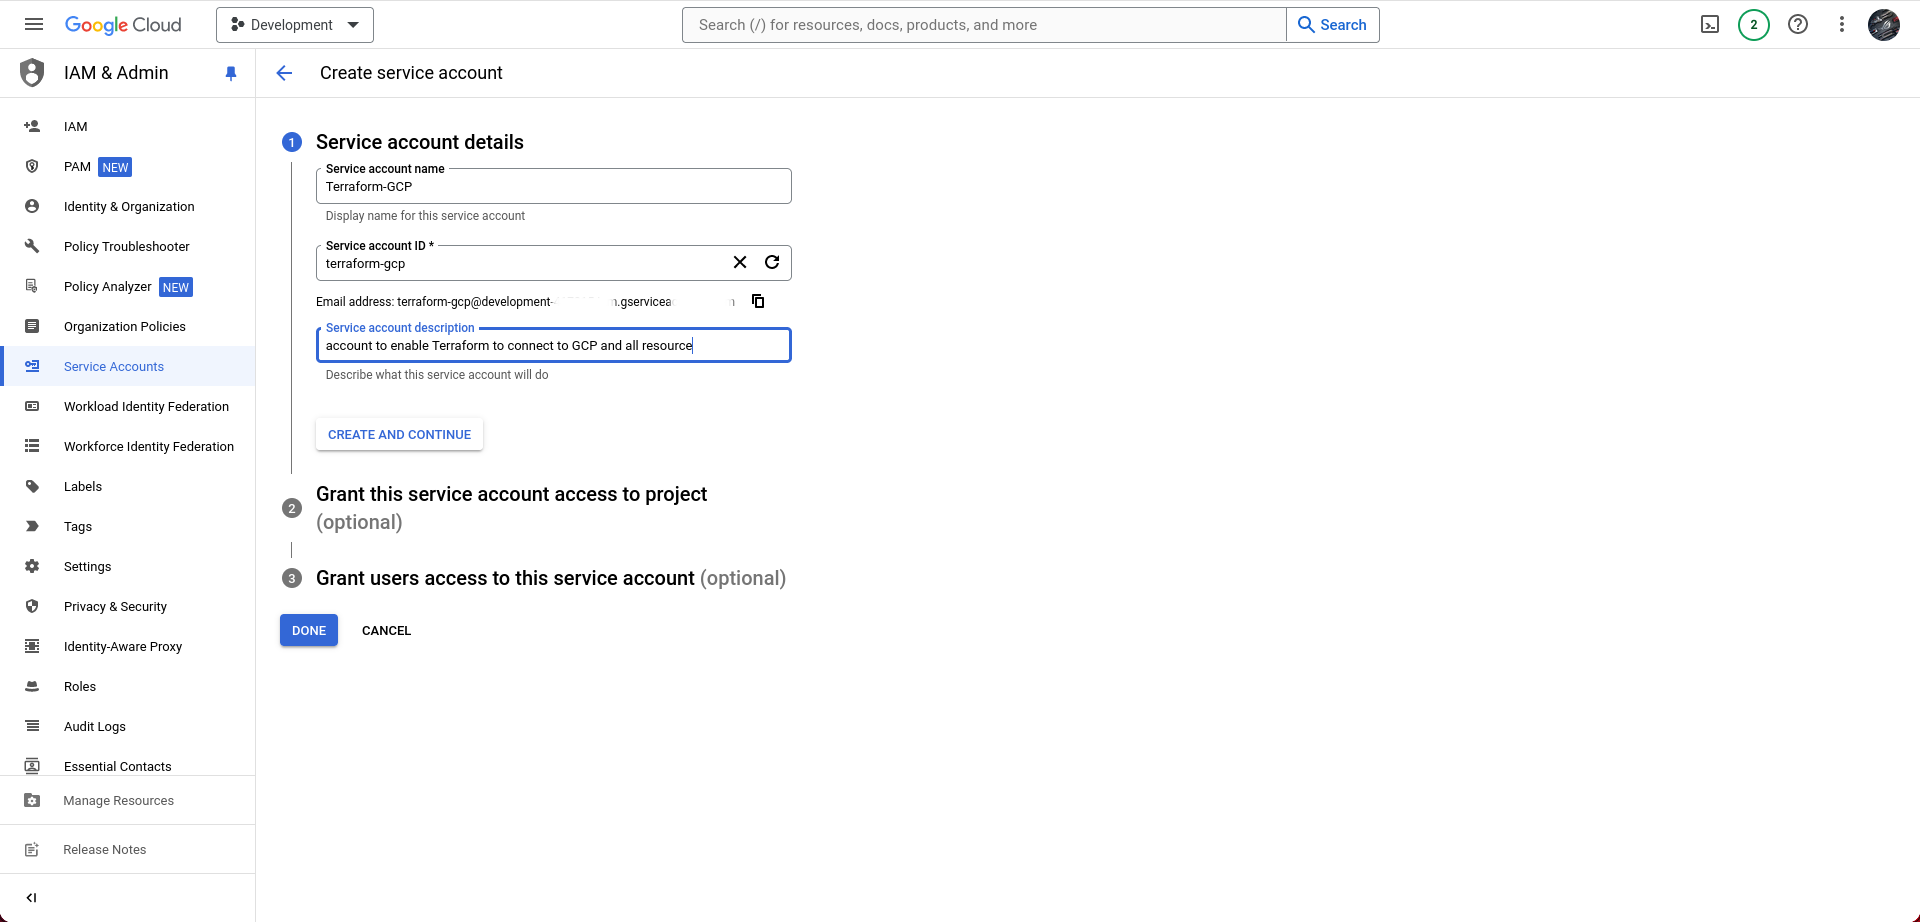 Google Cloud
Development
Search (/) for resources, docs, products, and more
Search
2
IAM & Admin
Create service account
IAM
PAM NEW
Identity & Organization
Policy Troubleshooter
Policy Analyzer NEW
Organization Policies
Service Accounts
Workload Identity Federation
Workforce Identity Federation
Labels
Tags
Settings
Privacy & Security
Identity-Aware Proxy
Roles
Audit Logs
Essential Contacts
Manage Resources
Release Notes
1 Service account details
Service account name
Terraform-GCP
Display name for this service account
Service account ID *
terraform-gcp
Email address: terraform-gcp@development-
Service account description
account to enable Terraform to connect to GCP and all resource
Describe what this service account will do
CREATE AND CONTINUE
2 Grant this service account access to project
(optional)
3 Grant users access to this service account (optional)
DONE CANCEL